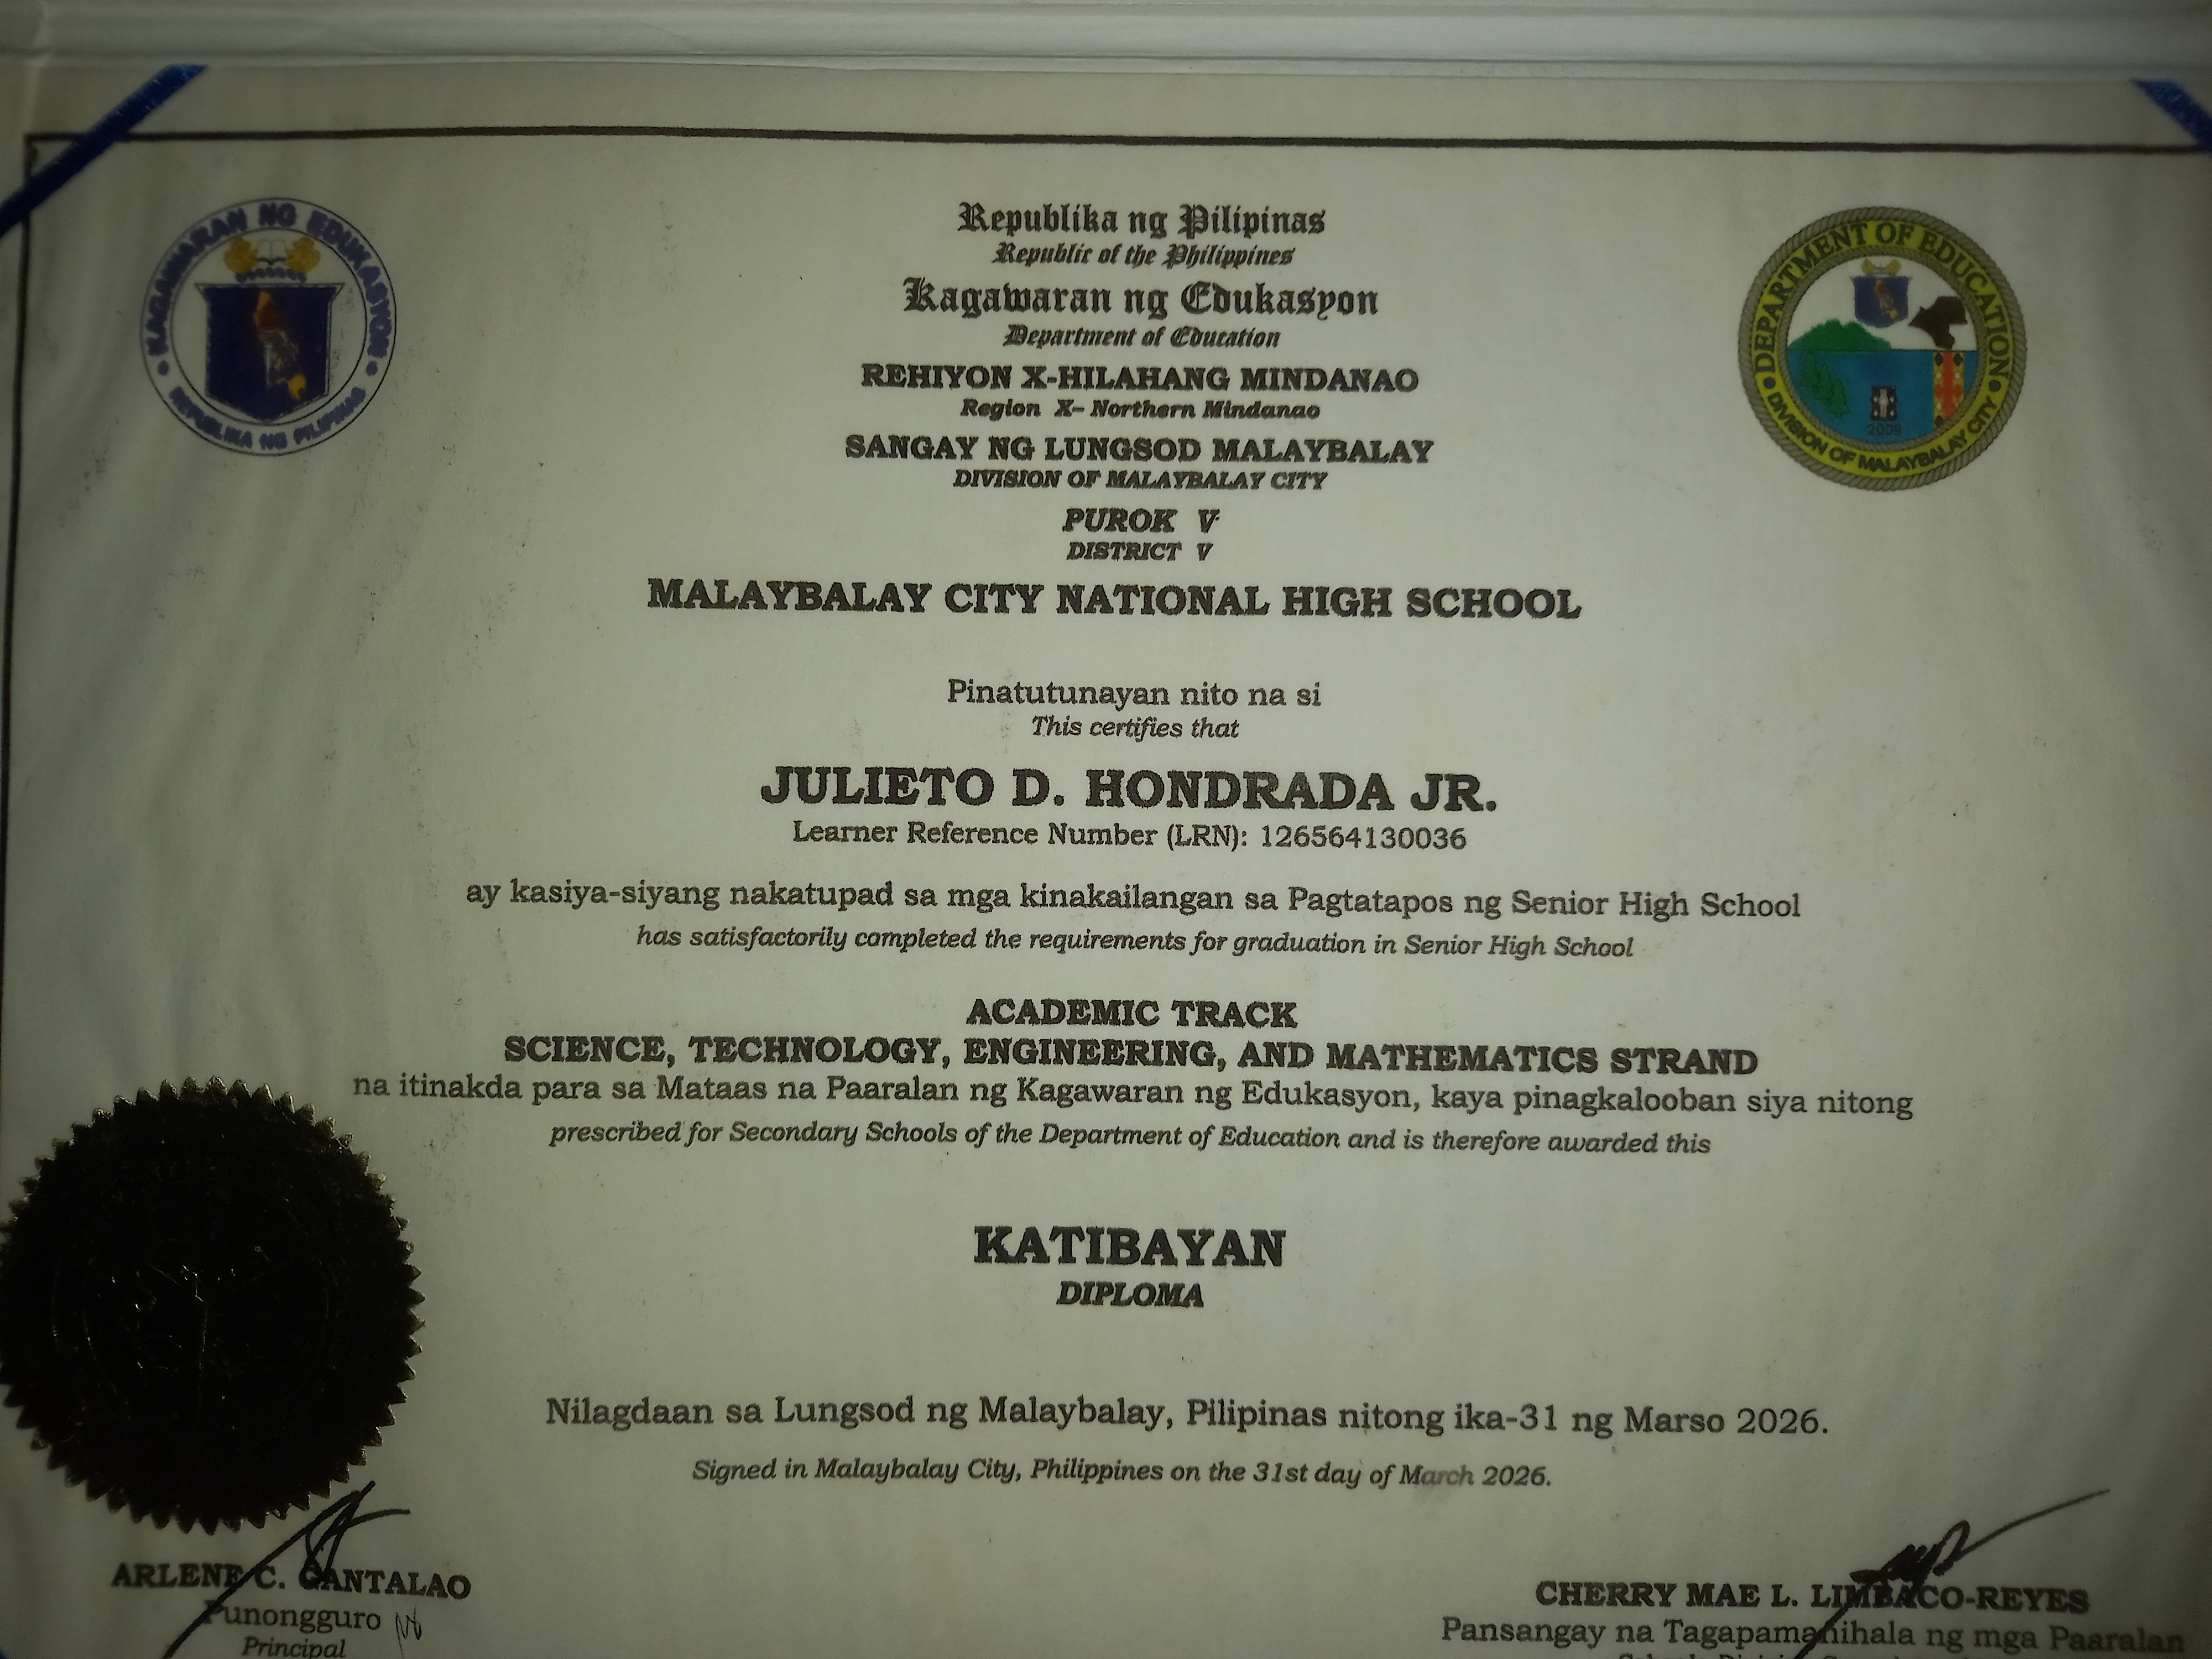 Republika ng Pilipinas
Republic of the Philippines
Kagawaran ng Edukasyon
Department of Education
REHIYON X-HILAHANG MINDANAO
Region X- Northern Mindanao
SANGAY NG LUNGSOD MALAYBALAY
DIVISION OF MALAYBALAY CITY
PUROK V
DISTRICT V
MALAYBALAY CITY NATIONAL HIGH SCHOOL
Pinatutunayan nito na si
This certifies that
JULIETO D. HONDRADA JR.
Learner Reference Number (LRN): 126564130036
ay kasiya-siyang nakatupad sa mga kinakailangan sa Pagtatapos ng Senior High School
has satisfactorily completed the requirements for graduation in Senior High School
ACADEMIC TRACK
SCIENCE, TECHNOLOGY, ENGINEERING, AND MATHEMATICS STRAND
na itinakda para sa Mataas na Paaralan ng Kagawaran ng Edukasyon, kaya pinagkalooban siya nitong
prescribed for Secondary Schools of the Department of Education and is therefore awarded this
KATIBAYAN
DIPLOMA
Nilagdaan sa Lungsod ng Malaybalay, Pilipinas nitong ika-31 ng Marso 2026.
Signed in Malaybalay City, Philippines on the 31st day of March 2026.
ARLENE C. CANTALAO
Punongguro
Principal
CHERRY MAE L. LIMBACO-REYES
Pansangay na Tagapamanihala ng mga Paaralan
KAGAWARAN NG EDUKASYON
REPUBLIKA NG PILIPINAS
DEPARTMENT OF EDUCATION
DIVISION OF MALAYBALAY CITY